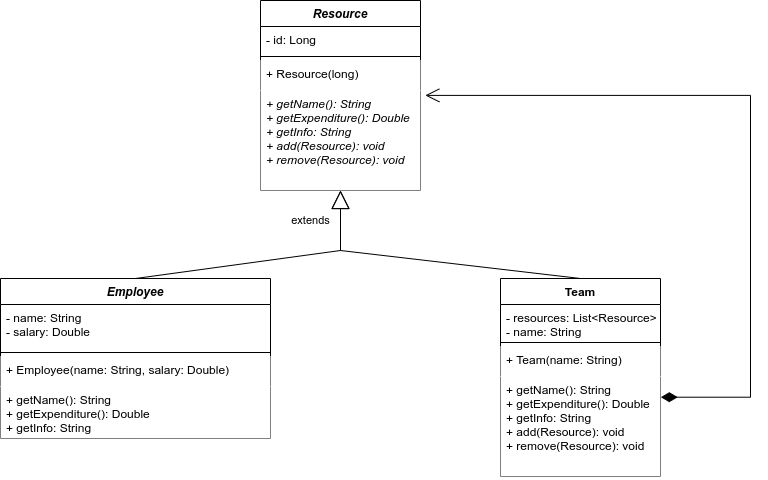 Resource
- id: Long
+ Resource(long)
+ getName(): String
+ getExpenditure(): Double
+ getInfo: String
+ add(Resource): void
+ remove(Resource): void
extends
Employee
- name: String
- salary: Double
+ Employee(name: String, salary: Double)
+ getName(): String
+ getExpenditure(): Double
+ getInfo: String
Team
- resources: List<Resource>
- name: String
+ Team(name: String)
+ getName(): String
+ getExpenditure(): Double
+ getInfo: String
+ add(Resource): void
+ remove(Resource): void